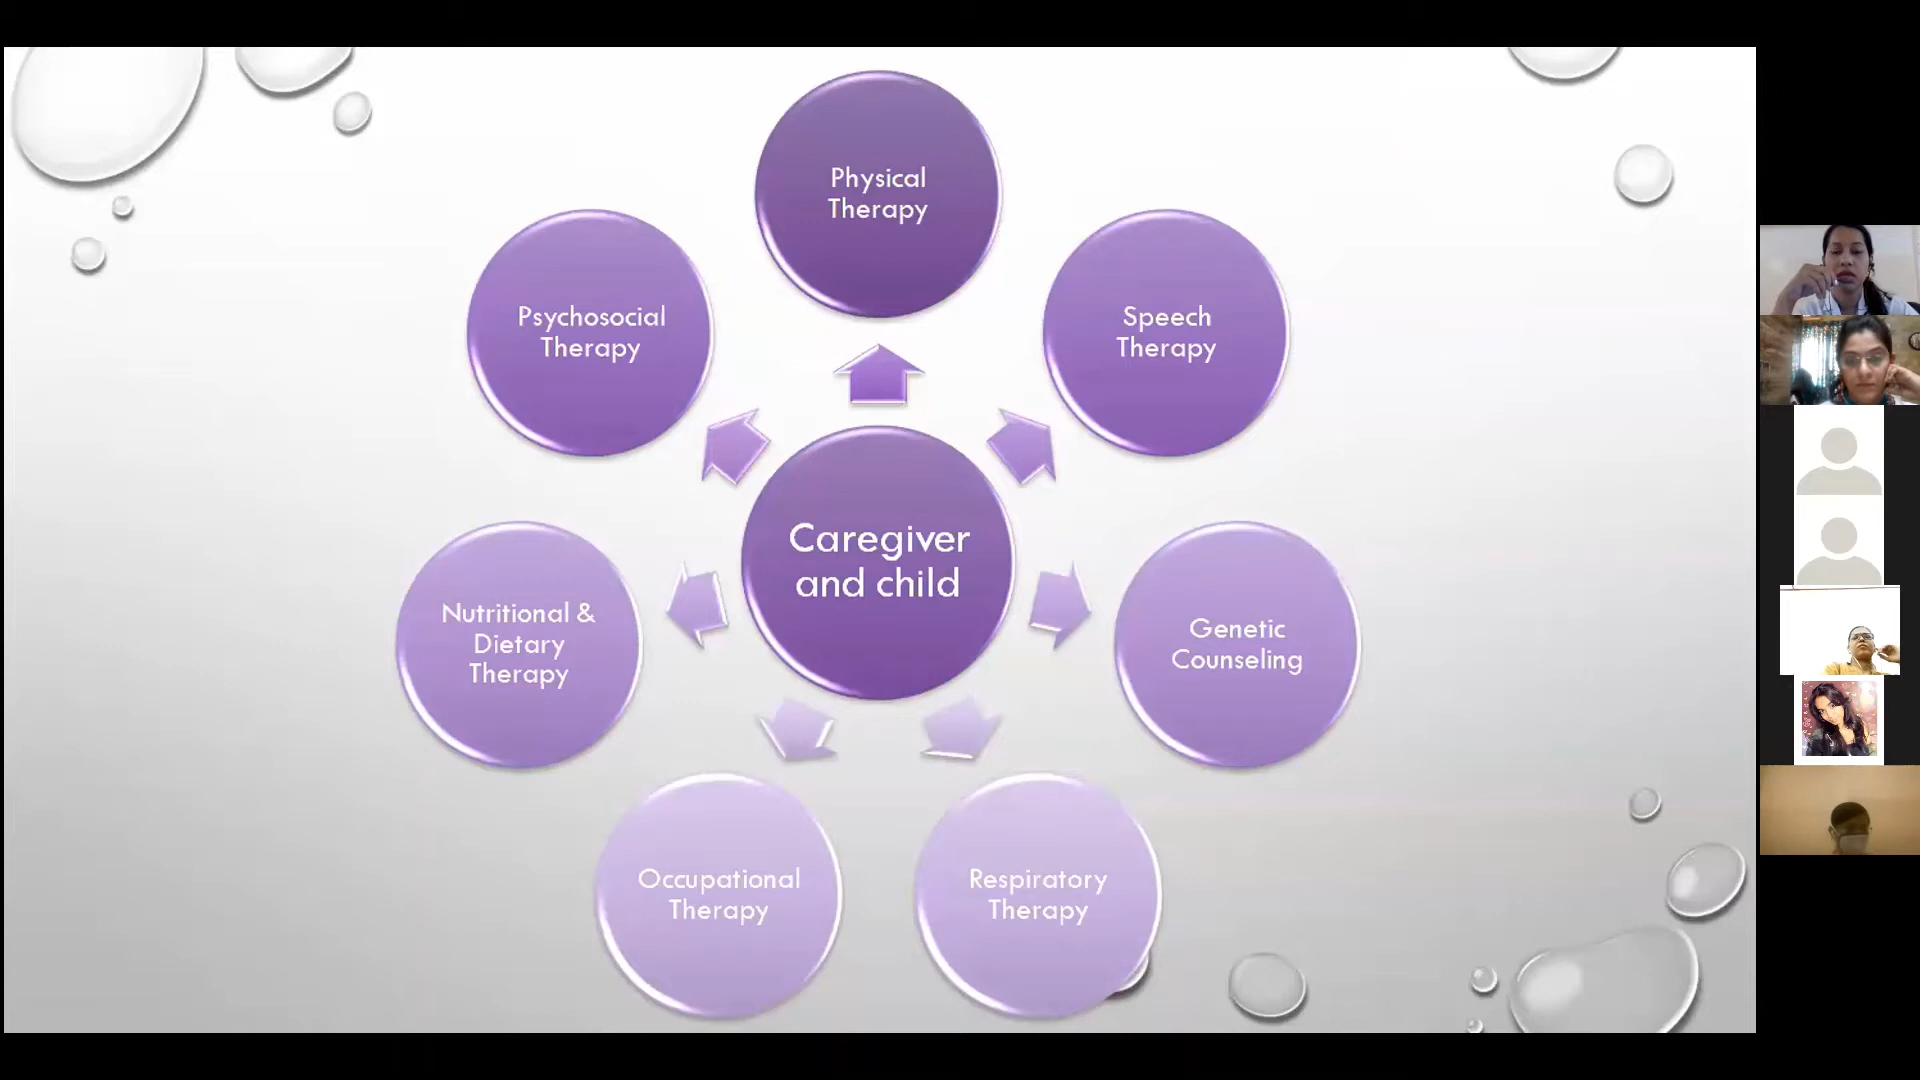 Physical
Therapy
Psychosocial
Therapy
Speech
Therapy
Caregiver
and child
Nutritional &
Dietary
Therapy
Genetic
Counseling
Occupational
Therapy
Respiratory
Therapy